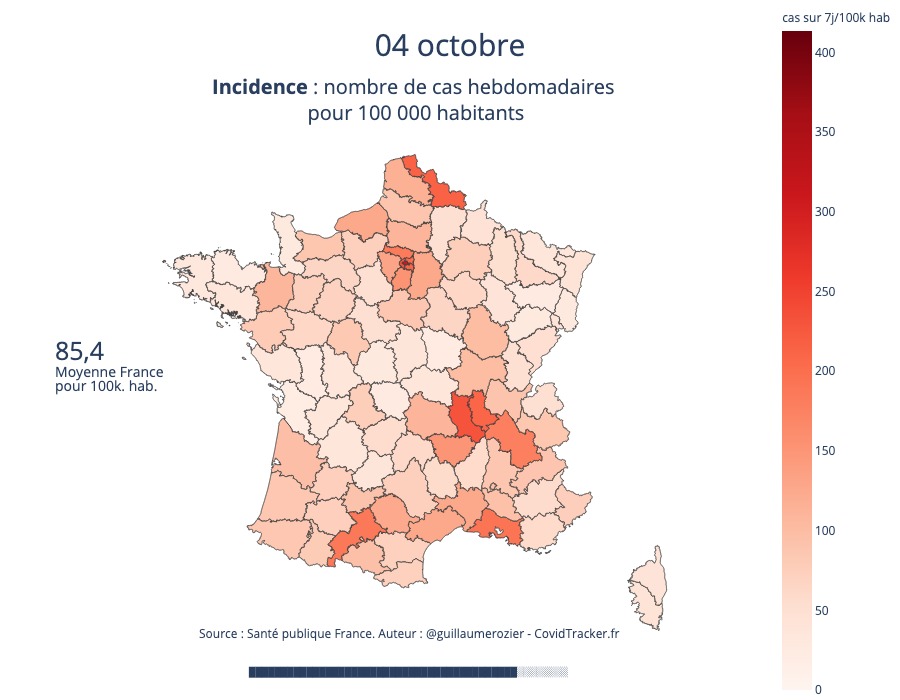 cas sur 7j/100k hab
04 octobre
Incidence : nombre de cas hebdomadaires
pour 100 000 habitants
400
350
300
250
200
150
100
50
0
85,4
Moyenne France
pour 100k. hab.
Source : Santé publique France. Auteur : @guillaumerozier - CovidTracker.fr